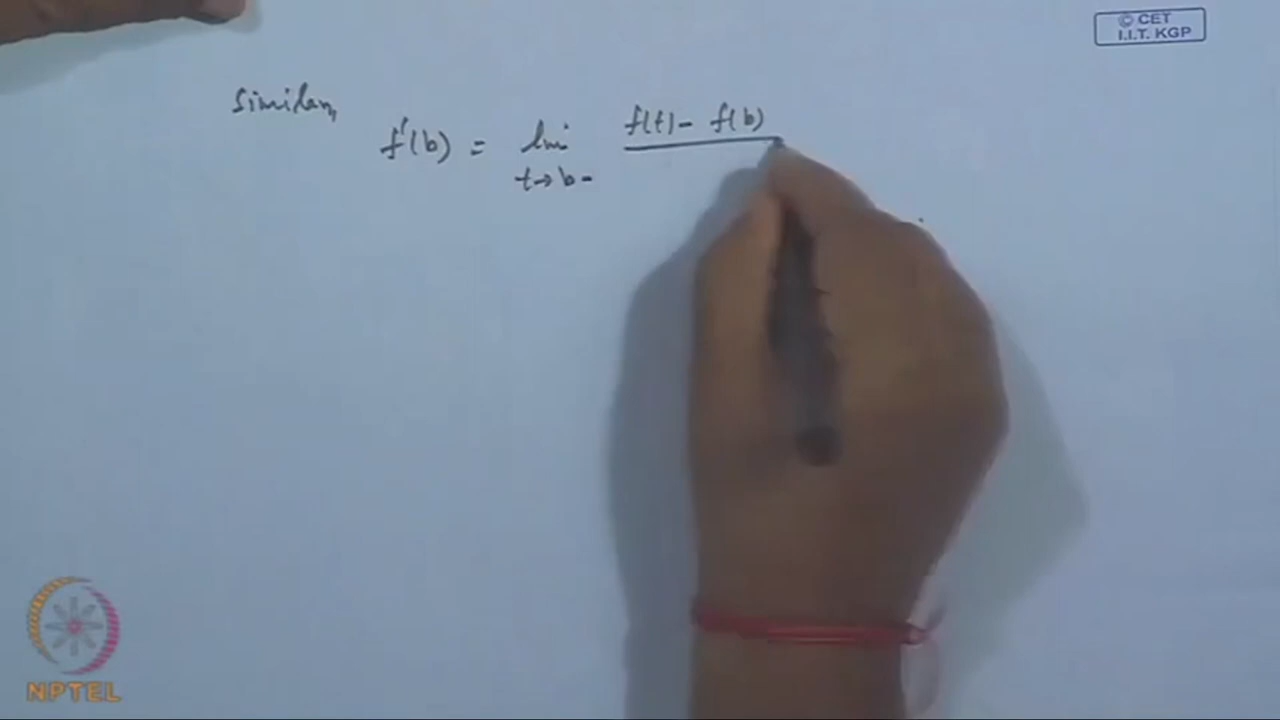 © CET
I.I.T. KGP
Similarly
f'(b) = lim t→b- f(t) - f(b)
NPTEL